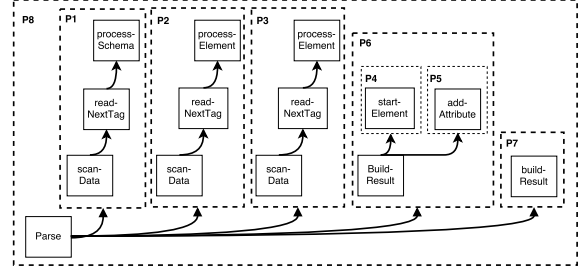 P8
P1
process-
Schema
read-
NextTag
scan-
Data
P2
process-
Element
read-
NextTag
scan-
Data
P3
process-
Element
read-
NextTag
scan-
Data
P6
P4
start-
Element
P5
add-
Attribute
Build-
Result
P7
build-
Result
Parse